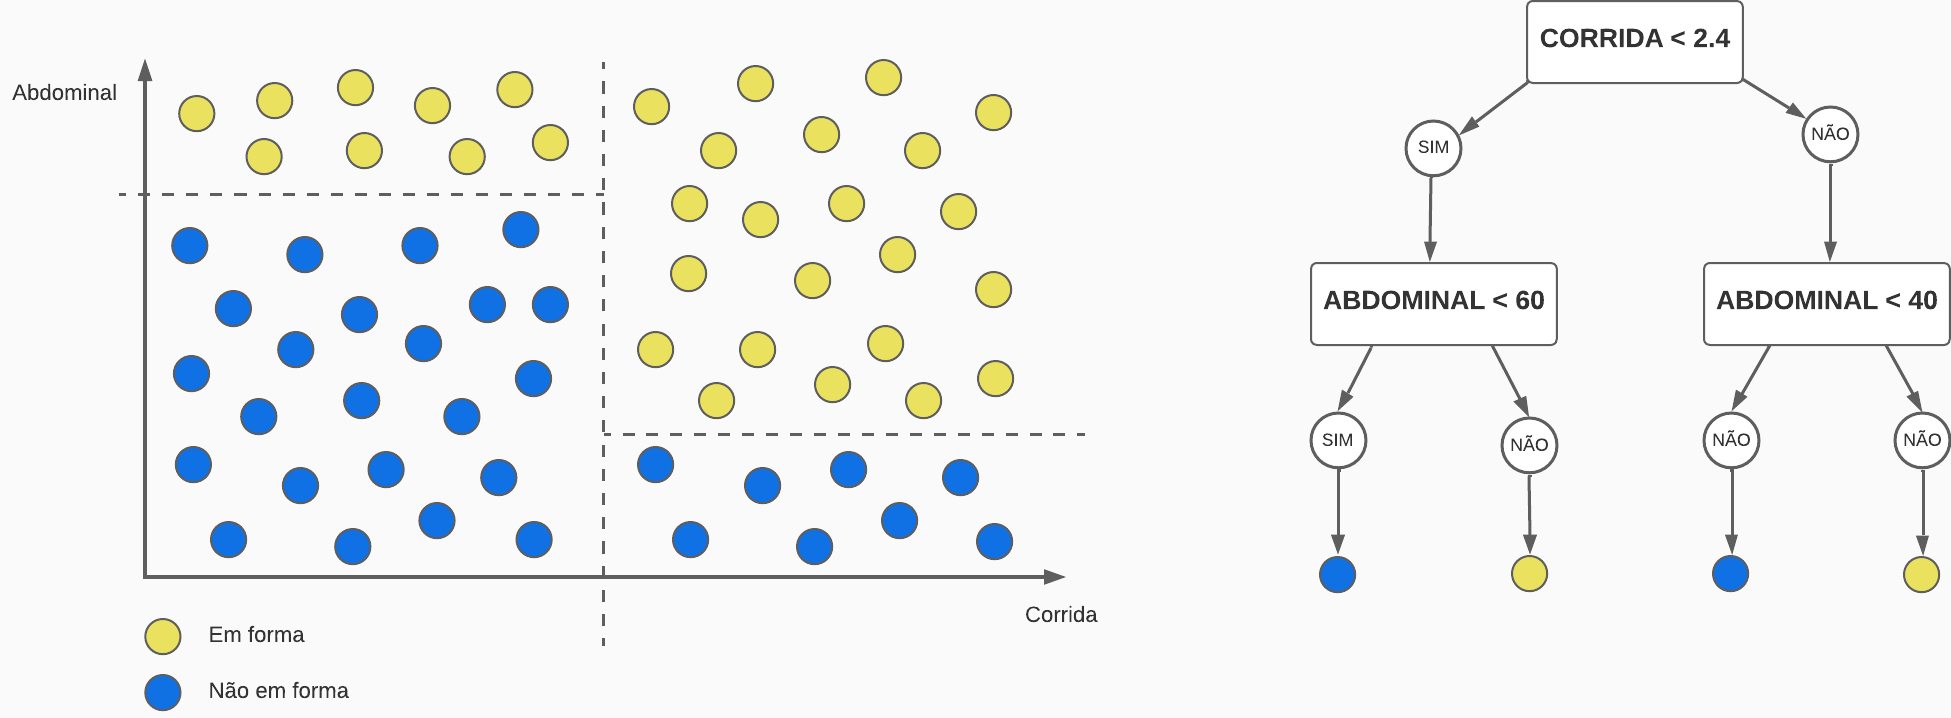 Abdominal
Corrida
Em forma
Não em forma
CORRIDA < 2.4
SIM
NÃO
ABDOMINAL < 60
ABDOMINAL < 40
SIM
NÃO
NÃO
NÃO